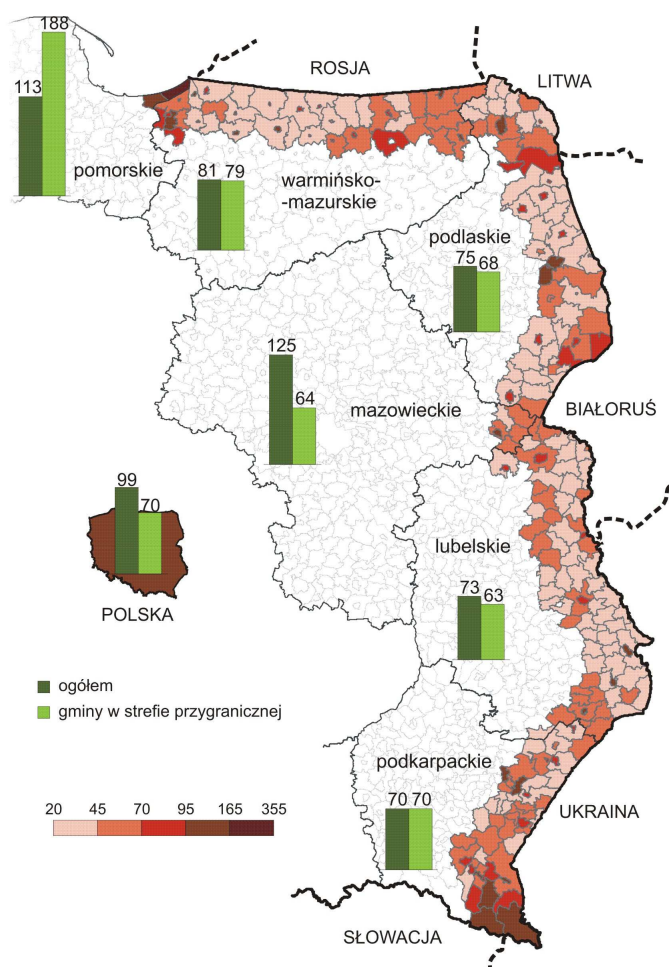 188
113
ROSJA
LITWA
pomorskie
81 79
warmińsko-
-mazurskie
podlaskie
75 68
125
64
mazowieckie
BIAŁORUŚ
99
70
POLSKA
lubelskie
73 63
ogółem
gminy w strefie przygranicznej
podkarpackie
70 70
20 45 70 95 165 355
UKRAINA
SŁOWACJA